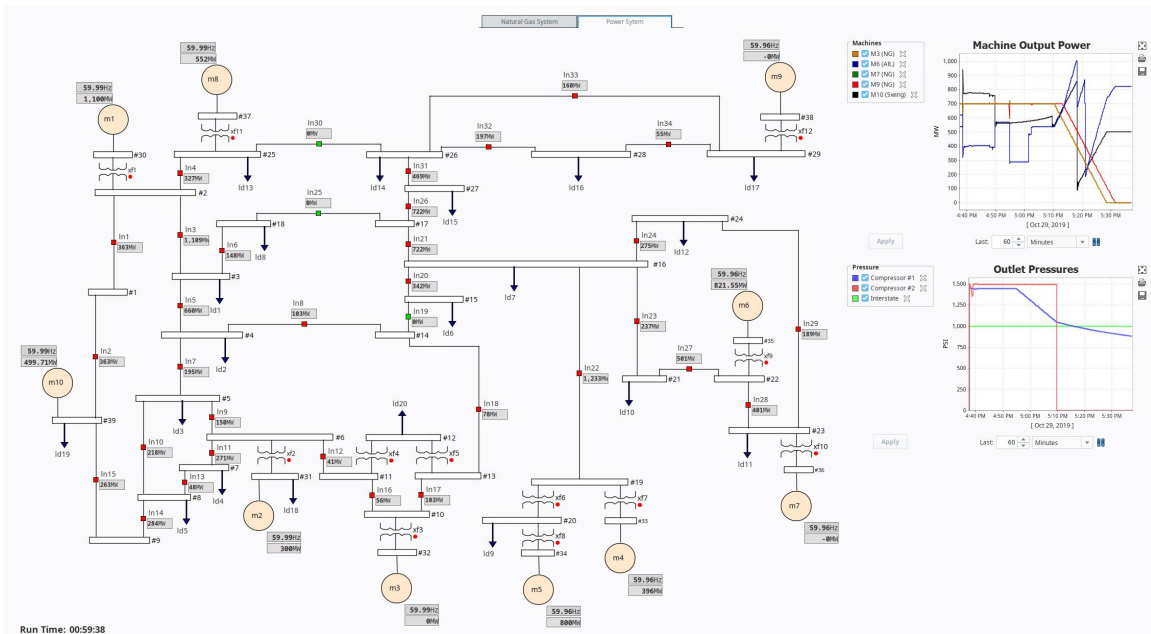 Natural Gas System
Power Sytem
59.99Hz
1,100MW
m1
#30
xf1
59.99Hz
552MW
m8
#37
xf11
#25
ln30
0MW
#26
ln33
160MW
59.96Hz
-0MW
m9
#38
xf12
ln32
197MW
#28
ln34
55MW
#29
ln4
327MW
ld13
ld14
ln31
469MW
#27
ld16
ld17
#2
ln25
0MW
ln26
722MW
ld15
#18
#17
#24
ln1
363MW
ln3
1,109MW
ln6
148MW
ld8
ln21
722MW
ln24
275MW
ld12
#16
#3
ln20
342MW
59.96Hz
821.55MW
#1
ln5
660MW
ld1
ln8
103MW
#15
ld7
m6
ln19
0MW
ld6
ln23
237MW
ln29
189MW
#4
#14
#35
ln2
363MW
ld2
ln27
501MW
xf9
59.99Hz
499.71MW
m10
ln7
195MW
ln22
1,233MW
#21
#22
#5
ld20
ln18
78MW
ld10
ln28
401MW
#39
ln9
150MW
ld3
#23
ld19
ln10
218MW
ln11
271MW
#6
#12
xf10
ld11
xf2
ln12
41MW
xf4
xf5
#36
ln15
263MW
#7
ln13
48MW
#31
#11
#13
#19
#8
ld4
ln16
56MW
ln17
103MW
xf6
xf7
m7
ln14
284MW
ld5
m2
ld18
#10
#20
#33
59.96Hz
-0MW
#9
xf3
ld9
xf8
59.99Hz
300MW
#32
#34
m4
m3
m5
59.96Hz
396MW
59.99Hz
0MW
59.96Hz
800MW
Run Time: 00:59:38
Machines
M3 (NG)
M6 (Alt.)
M7 (NG)
M9 (NG)
M10 (Swing)
Machine Output Power
1,000
900
800
700
600
500
400
300
200
100
0
MW
4:40 PM 4:50 PM 5:00 PM 5:10 PM 5:20 PM 5:30 PM
[ Oct 29, 2019 ]
Apply
Last: 60 Minutes
Pressure
Compressor #1
Compressor #2
Interstate
Outlet Pressures
1,500
1,250
1,000
750
500
250
0
PSI
4:40 PM 4:50 PM 5:00 PM 5:10 PM 5:20 PM 5:30 PM
[ Oct 29, 2019 ]
Apply
Last: 60 Minutes